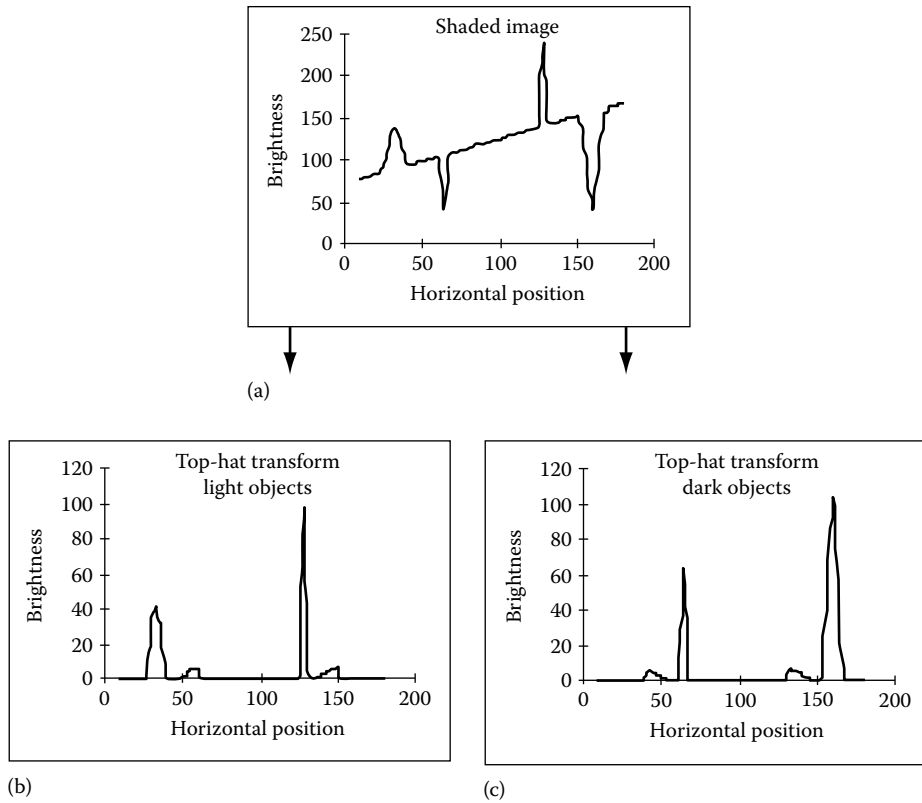 Shaded image
250
200
150
100
50
0
Brightness
0 50 100 150 200
Horizontal position
(a)
Top-hat transform
light objects
120
100
80
60
40
20
0
Brightness
0 50 100 150 200
Horizontal position
(b)
Top-hat transform
dark objects
120
100
80
60
40
20
0
Brightness
0 50 100 150 200
Horizontal position
(c)